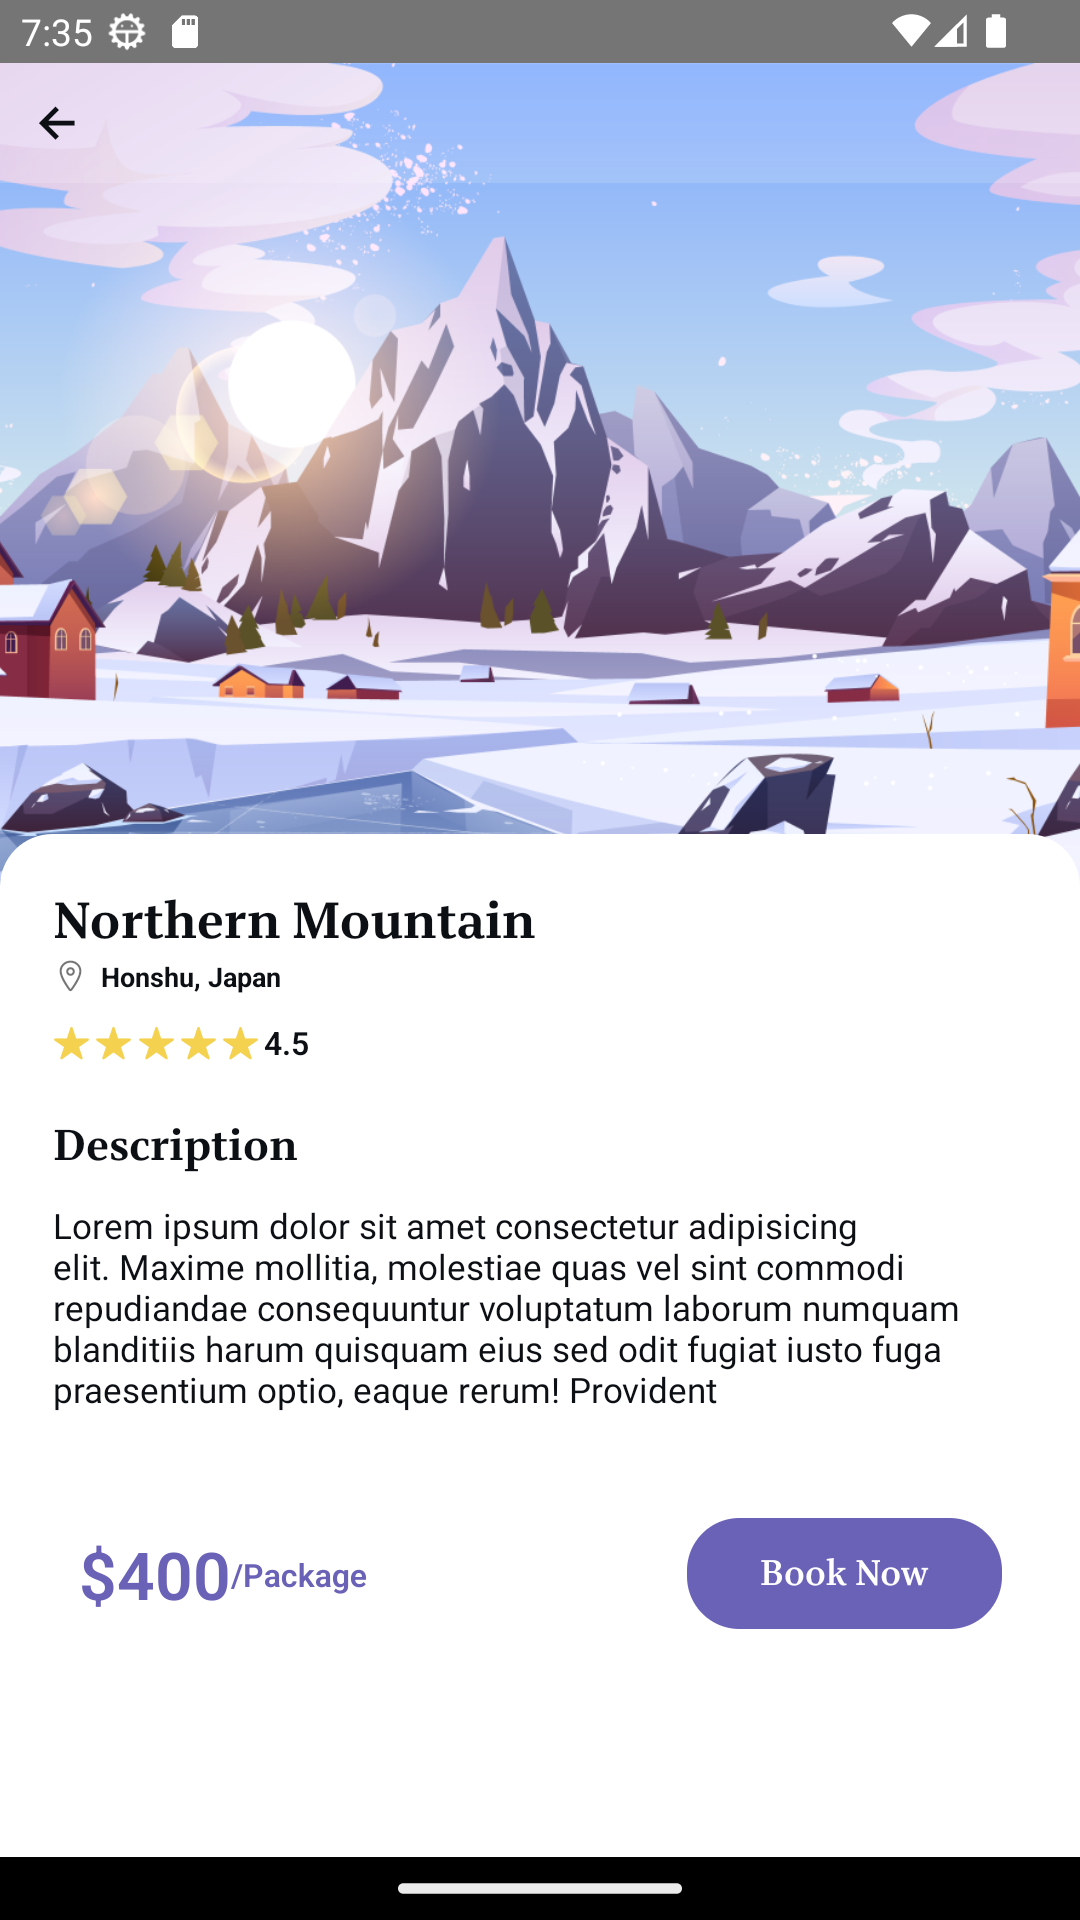 7:35
Northern Mountain
Honshu, Japan
4.5
Description
Lorem ipsum dolor sit amet consectetur adipisicing
elit. Maxime mollitia, molestiae quas vel sint commodi
repudiandae consequuntur voluptatum laborum numquam
blanditiis harum quisquam eius sed odit fugiat iusto fuga
praesentium optio, eaque rerum! Provident
$400/Package
Book Now